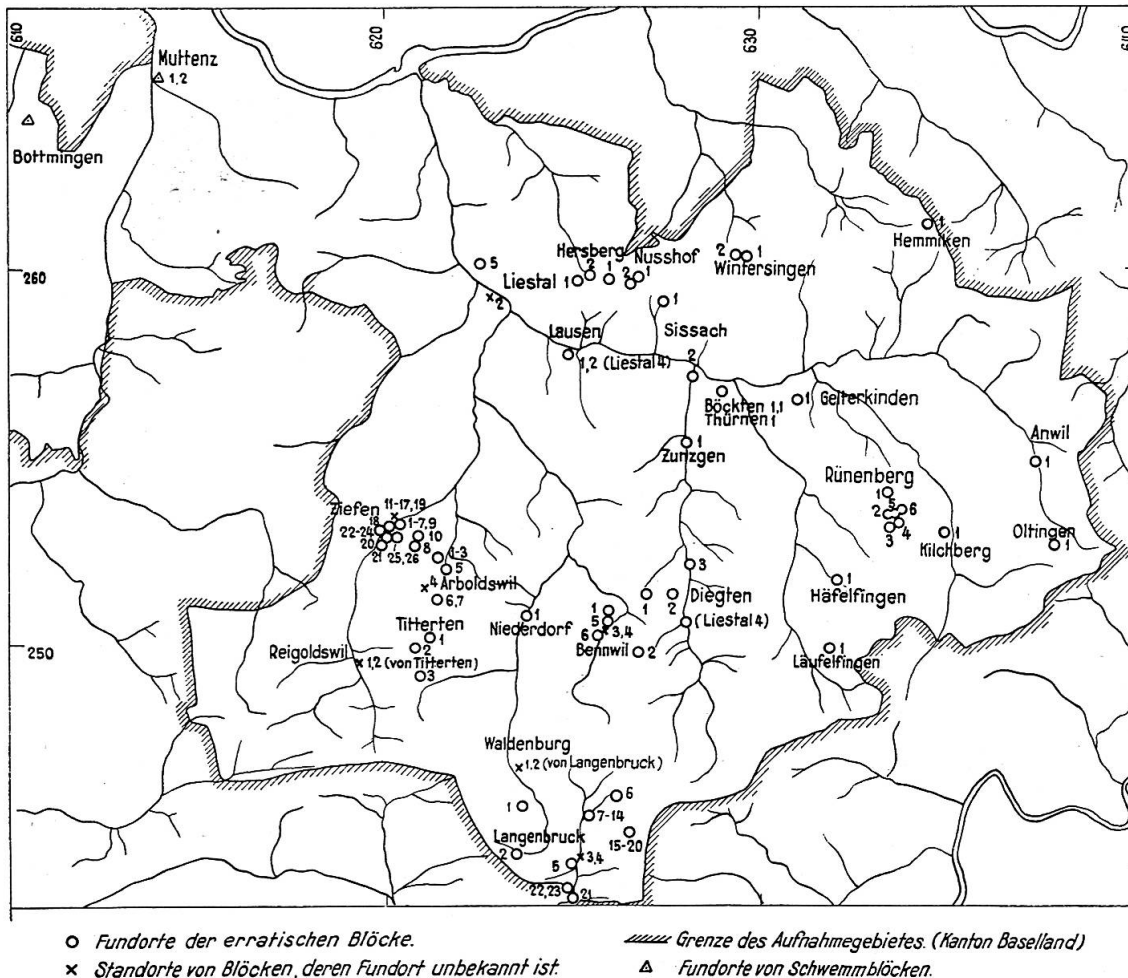 610
620
630
640
Muttenz
1,2
Bottmingen
Hemmiken
1
Hersberg
2
1
Nusshof
2 1
2 1
Wintersingen
260
5
Liestal
1
2
1
Sissach
Lausen
1,2 (Liestal 4)
2
Böckten 1,1
Thürnen 1
1
Gelterkinden
1
Zunzgen
Anwil
1
Rünenberg
1
5
6
2
4
3
1
Kilchberg
Oltingen
1
Ziefen
11-17,19
18
1-7,9
22-24
10
20
8
21
25,26
1-3
5
4 Arboldswil
6,7
3
1
2
Diegten
(Liestal 4)
1
Häfelfingen
Titterten
1
2
3
1
Niederdorf
1
5
3,4
6
Bennwil
2
250
Reigoldswil
1,2 (von Titterten)
1
Läufelfingen
Waldenburg
1,2 (von Langenbruck)
1
6
7-14
15-20
Langenbruck
2
5
3,4
22,23
21
Fundorte der erratischen Blöcke.
Grenze des Aufnahmegebietes. (Kanton Baselland)
Standorte von Blöcken, deren Fundort unbekannt ist.
Fundorte von Schwemmblöcken.